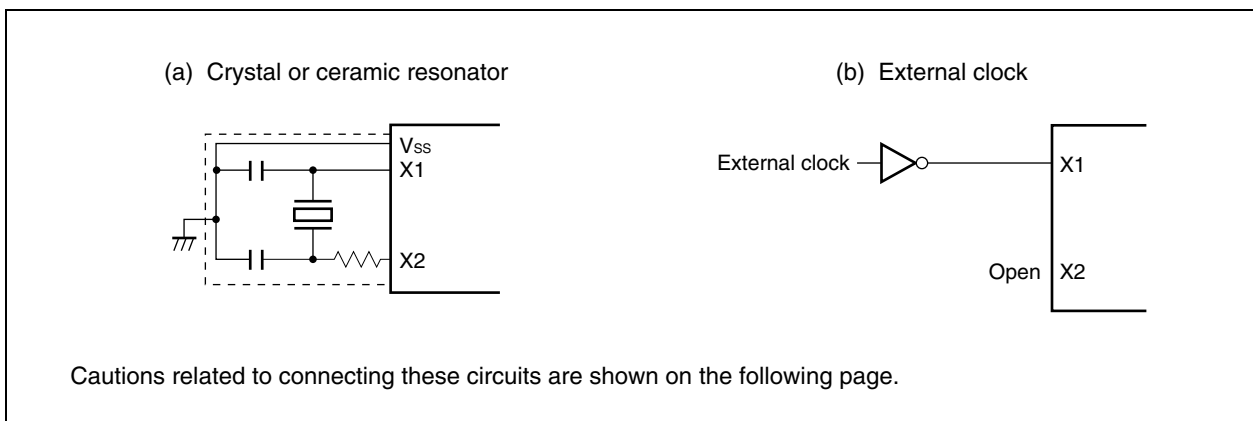 (a) Crystal or ceramic resonator
VSS
X1
X2
(b) External clock
External clock
X1
Open
X2
Cautions related to connecting these circuits are shown on the following page.